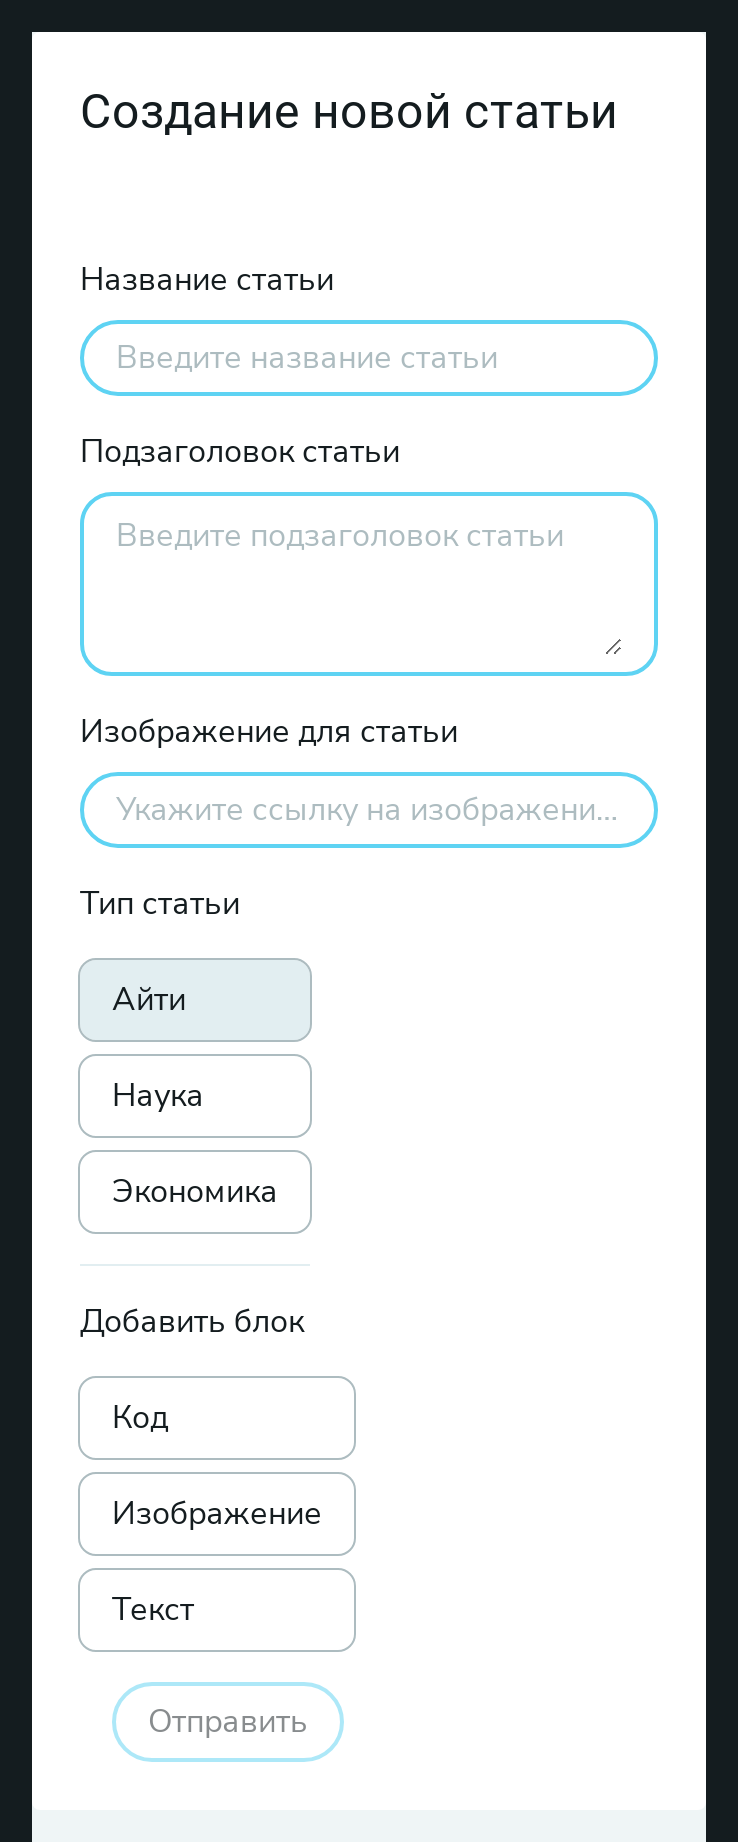 Создание новой статьи
Название статьи
Введите название статьи
Подзаголовок статьи
Введите подзаголовок статьи
Изображение для статьи
Укажите ссылку на изображени...
Тип статьи
Айти
Наука
Экономика
Добавить блок
Код
Изображение
Текст
Отправить